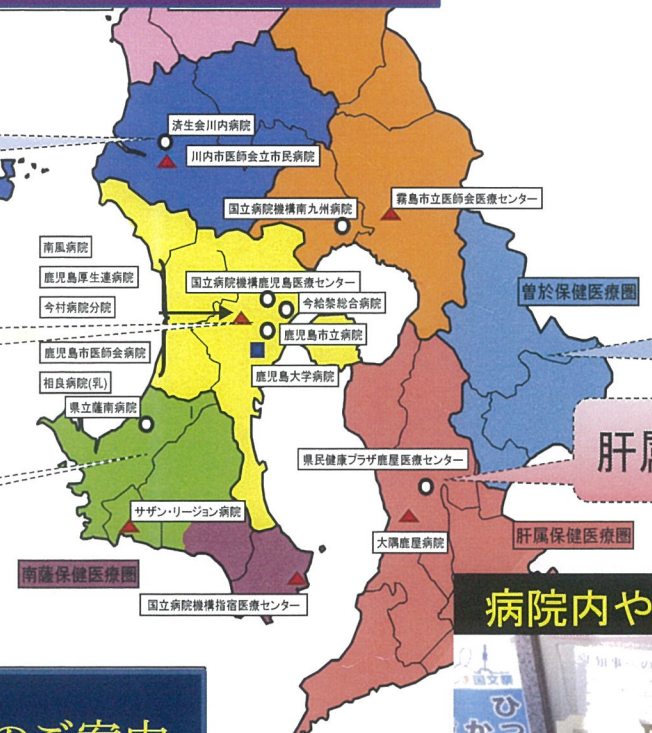 済生会川内病院
川内市医師会立市民病院
国立病院機構南九州病院
霧島市立医師会医療センター
南風病院
鹿児島厚生連病院
今村病院分院
鹿児島市医師会病院
相良病院(乳)
県立薩南病院
国立病院機構鹿児島医療センター
今給黎総合病院
鹿児島市立病院
鹿児島大学病院
曽於保健医療圏
肝属
県民健康プラザ鹿屋医療センター
大隅鹿屋病院
肝属保健医療圏
サザン・リージョン病院
南薩保健医療圏
国立病院機構指宿医療センター
病院内や
のご案内
ひっ
か